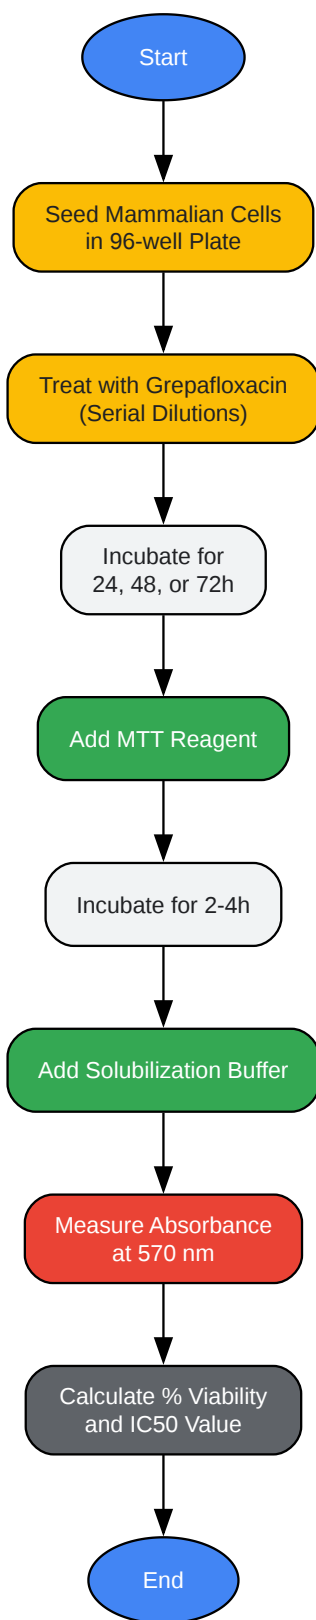 Start
Seed Mammalian Cells
in 96-well Plate
Treat with Grepafloxacin
(Serial Dilutions)
Incubate for
24, 48, or 72h
Add MTT Reagent
Incubate for 2-4h
Add Solubilization Buffer
Measure Absorbance
at 570 nm
Calculate % Viability
and IC50 Value
End